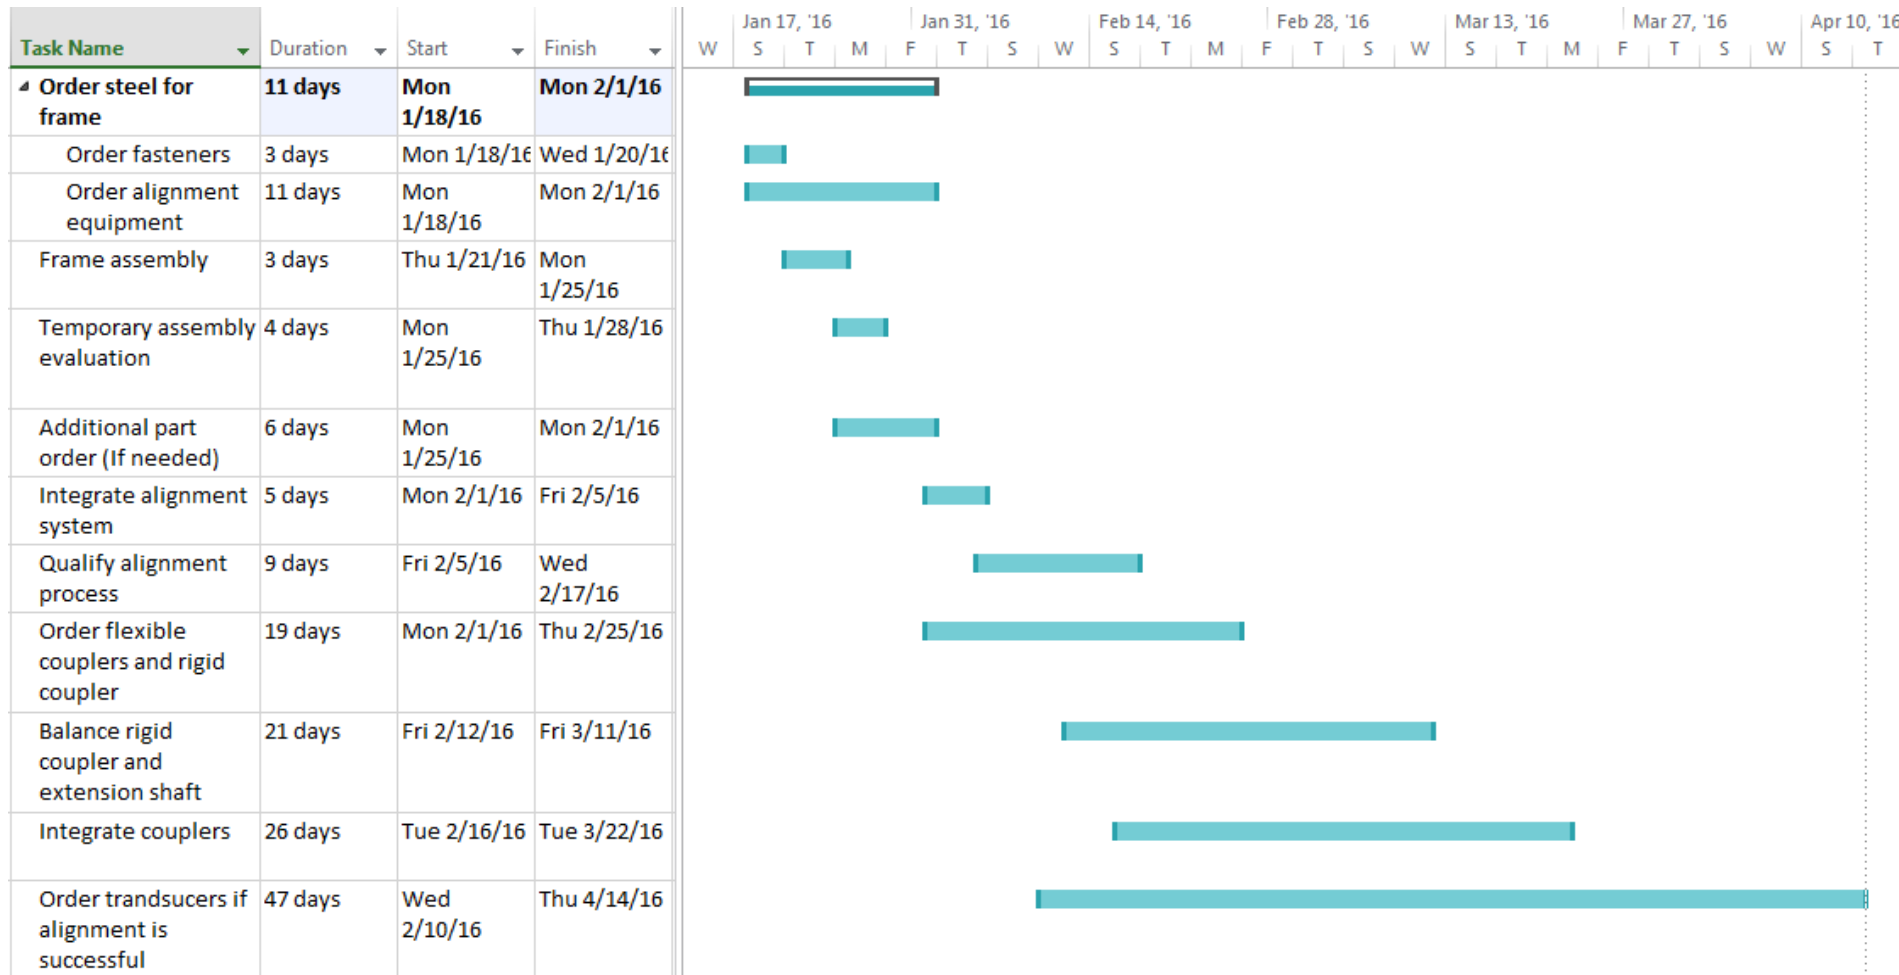 Jan 17, '16 Jan 31, '16 Feb 14, '16 Feb 28, '16 Mar 13, '16 Mar 27, '16 Apr 10, '16
Task Name Duration Start Finish W S T M F T S W S T M F T S W S T M F T S W S T
Order steel for frame 11 days Mon 1/18/16 Mon 2/1/16
Order fasteners 3 days Mon 1/18/16 Wed 1/20/16
Order alignment equipment 11 days Mon 1/18/16 Mon 2/1/16
Frame assembly 3 days Thu 1/21/16 Mon 1/25/16
Temporary assembly evaluation 4 days Mon 1/25/16 Thu 1/28/16
Additional part order (If needed) 6 days Mon 1/25/16 Mon 2/1/16
Integrate alignment system 5 days Mon 2/1/16 Fri 2/5/16
Qualify alignment process 9 days Fri 2/5/16 Wed 2/17/16
Order flexible couplers and rigid coupler 19 days Mon 2/1/16 Thu 2/25/16
Balance rigid coupler and extension shaft 21 days Fri 2/12/16 Fri 3/11/16
Integrate couplers 26 days Tue 2/16/16 Tue 3/22/16
Order trandsucers if alignment is successful 47 days Wed 2/10/16 Thu 4/14/16